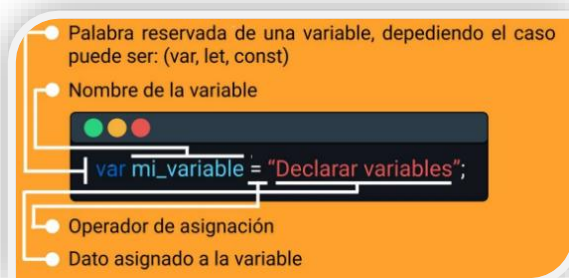 Palabra reservada de una variable, depediendo el caso
puede ser: (var, let, const)
Nombre de la variable
var mi_variable = “Declarar variables”;
Operador de asignación
Dato asignado a la variable